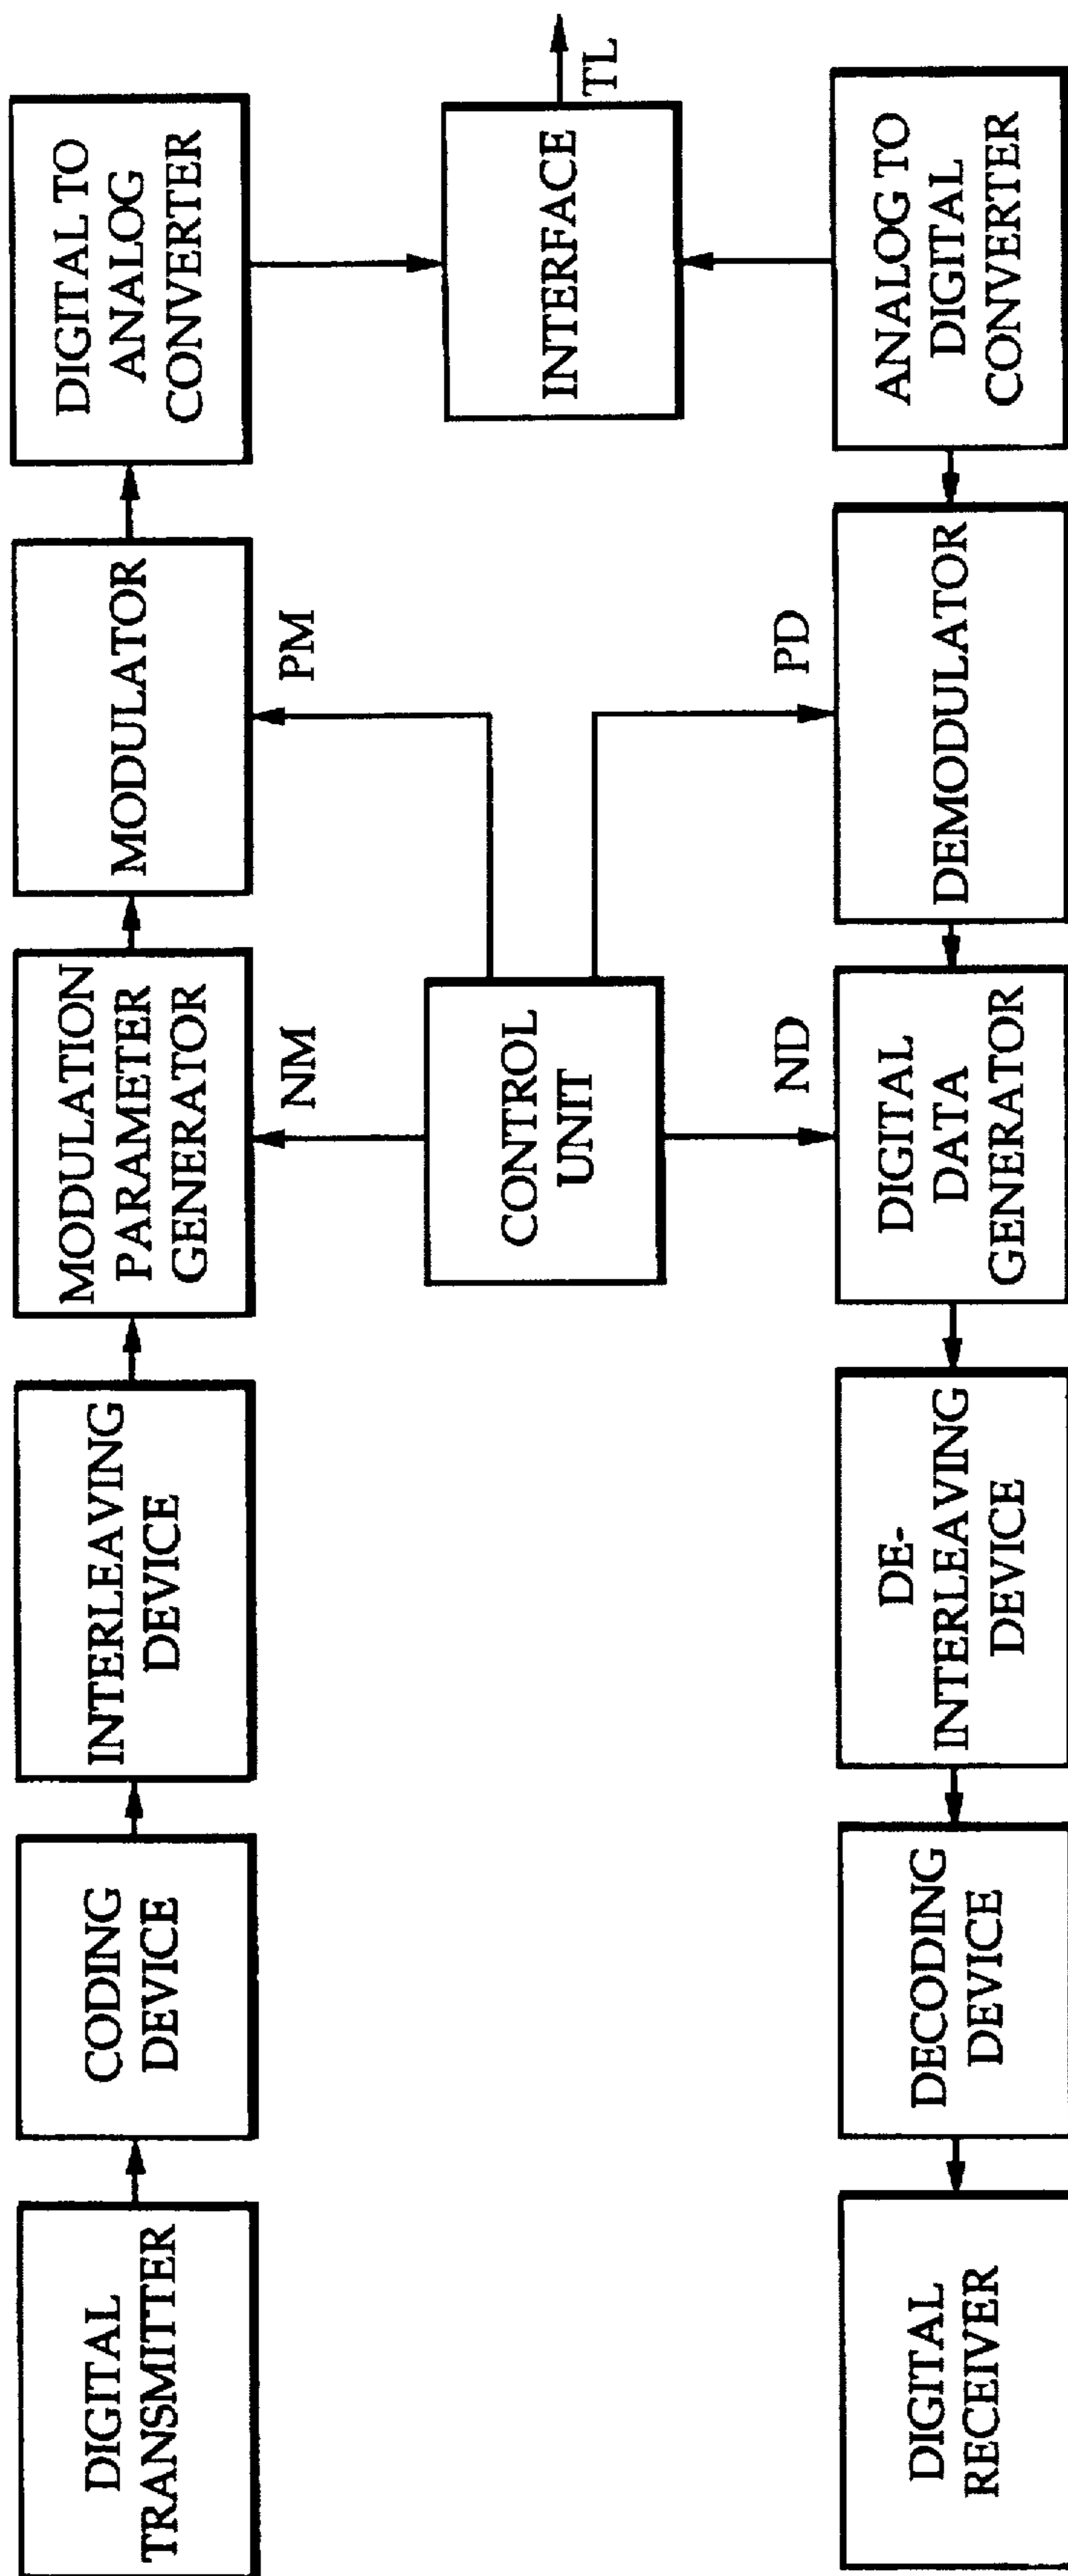 DIGITAL
TRANSMITTER
CODING
DEVICE
INTERLEAVING
DEVICE
MODULATION
PARAMETER
GENERATOR
MODULATOR
DIGITAL TO
ANALOG
CONVERTER
NM
PM
CONTROL
UNIT
INTERFACE
TL
ND
PD
DIGITAL
RECEIVER
DECODING
DEVICE
DE-
INTERLEAVING
DEVICE
DIGITAL
DATA
GENERATOR
DEMODULATOR
ANALOG TO
DIGITAL
CONVERTER